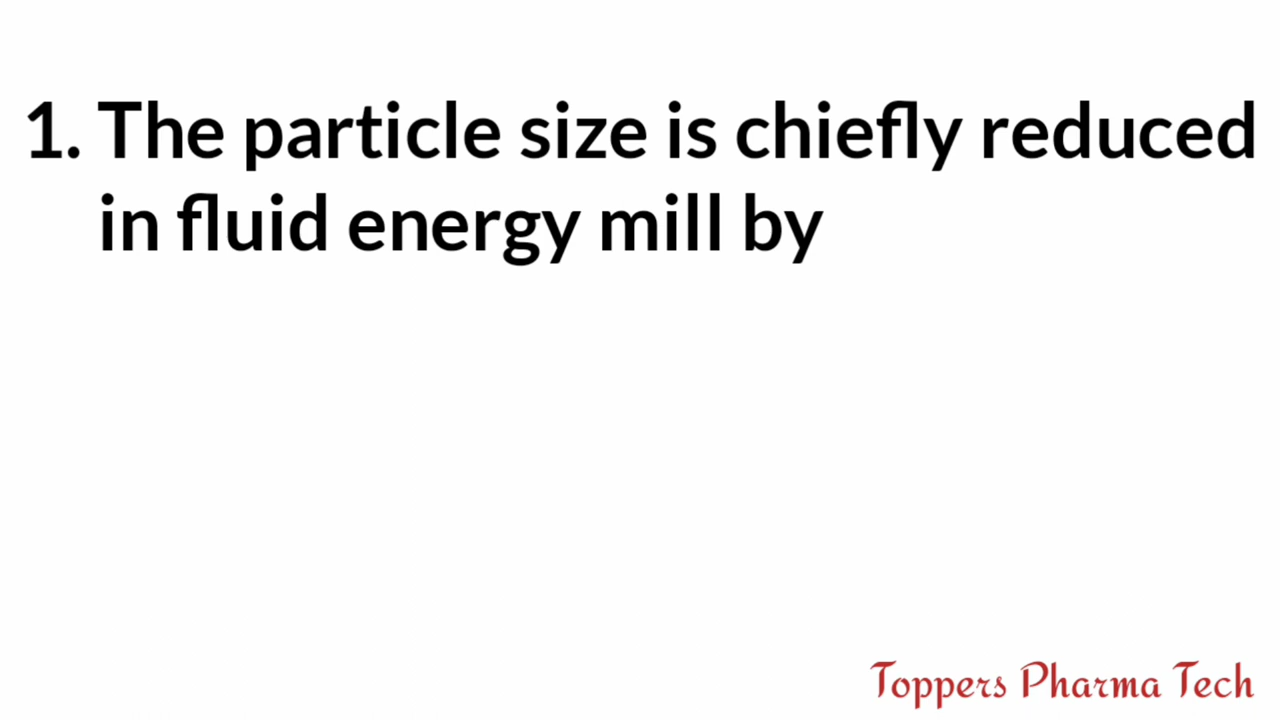 1. The particle size is chiefly reduced
in fluid energy mill by
Toppers Pharma Tech